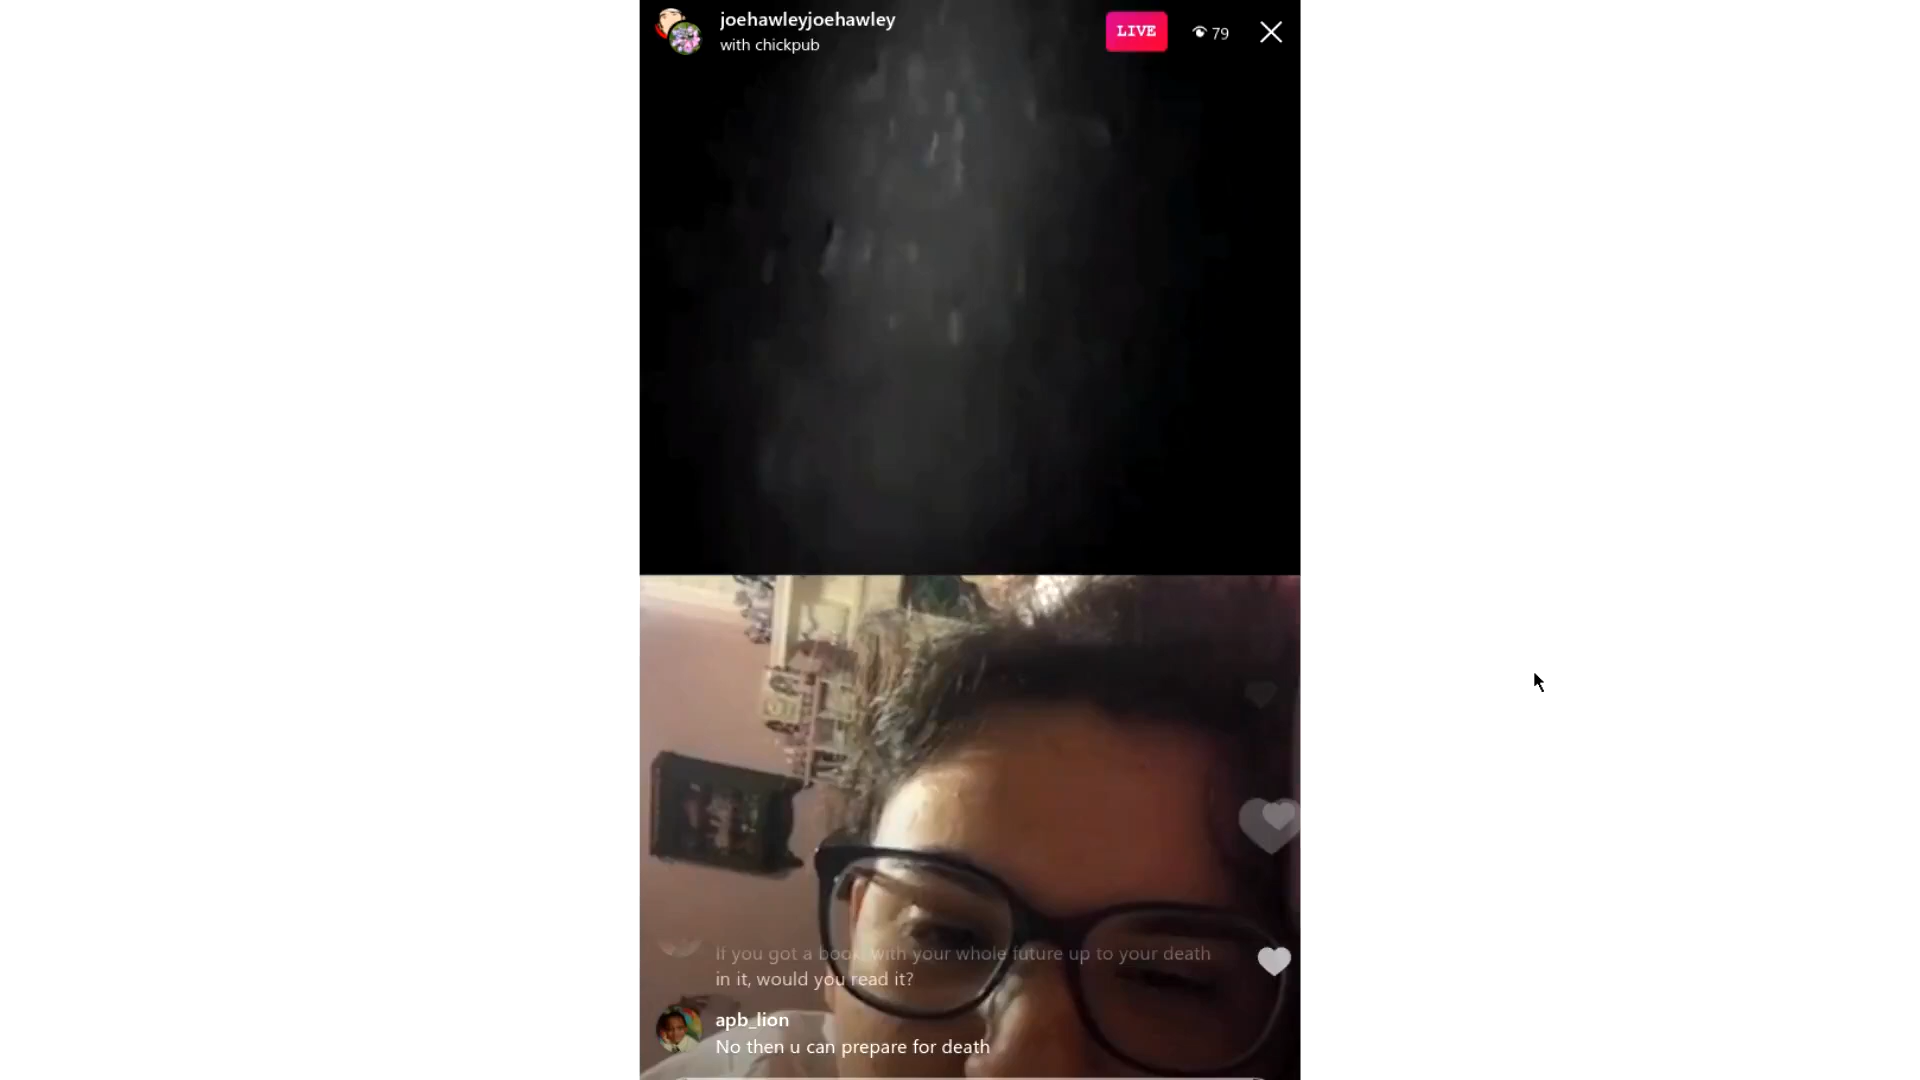 joehawleyjoehawley
with chickpub
LIVE
79
If you got a book with your whole future up to your death
in it, would you read it?
apb_lion
No then u can prepare for death